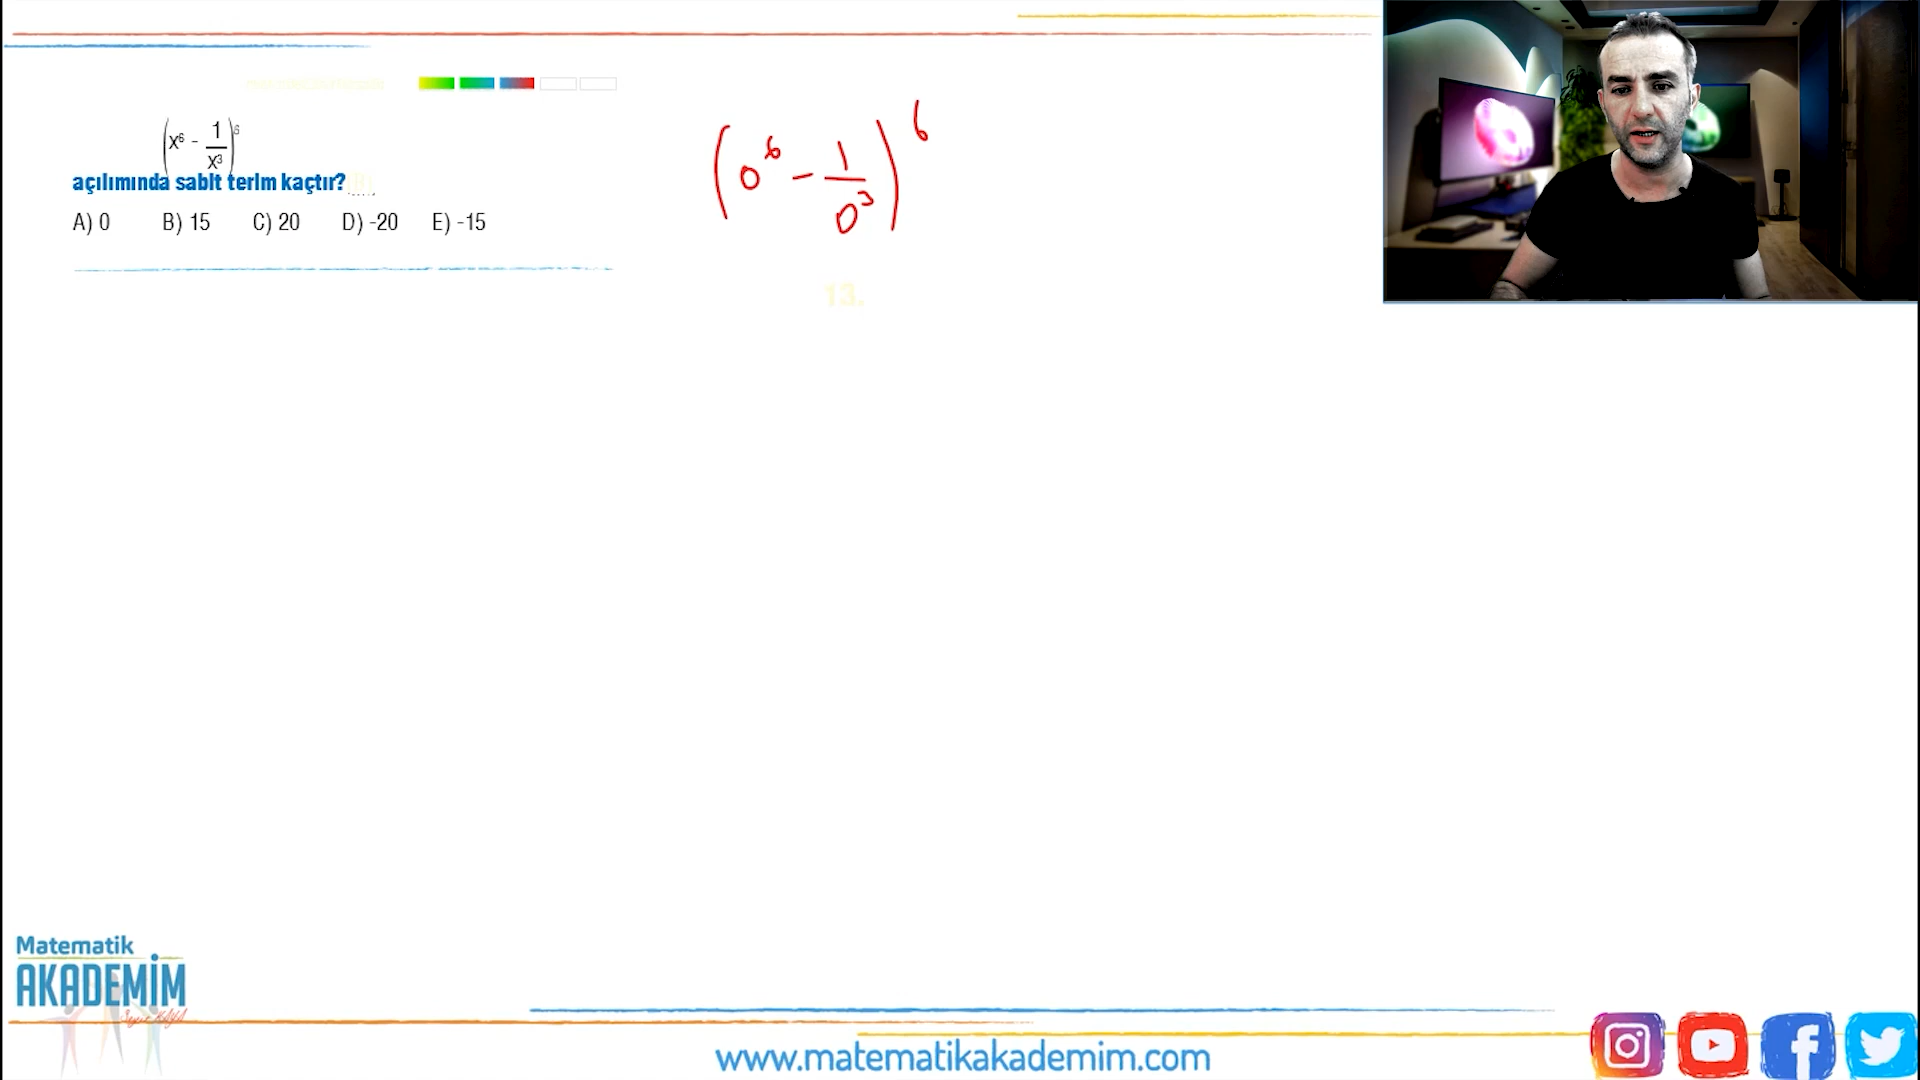 (x⁶ - 1/x³)⁶
açılımında sabit terim kaçtır?
A) 0 B) 15 C) 20 D) -20 E) -15
(0⁶ - 1/0³)⁶
13.
Matematik
AKADEMİM
www.matematikakademim.com